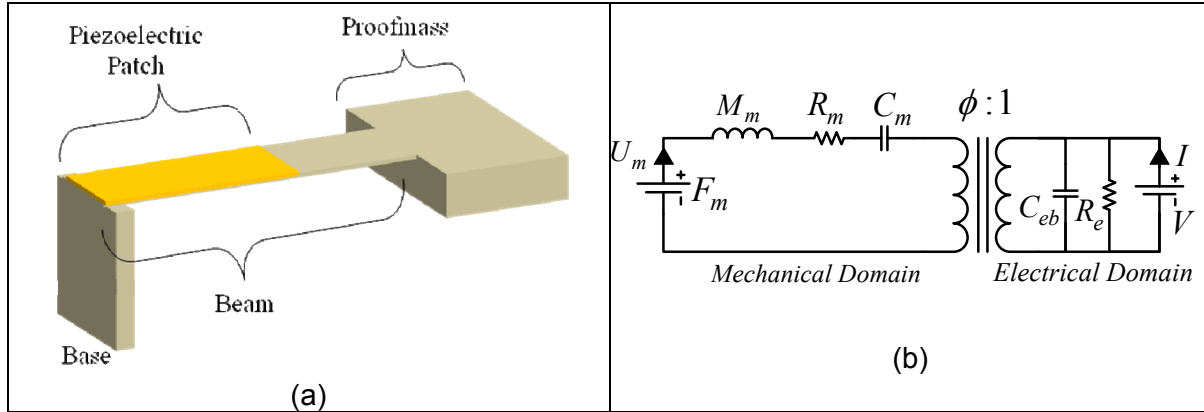 Piezoelectric
Patch
Proofmass
Beam
Base
(a)
ϕ : 1
M_m
R_m
C_m
U_m
F_m
C_eb
R_e
I
V
+
-
+
-
Mechanical Domain
Electrical Domain
(b)